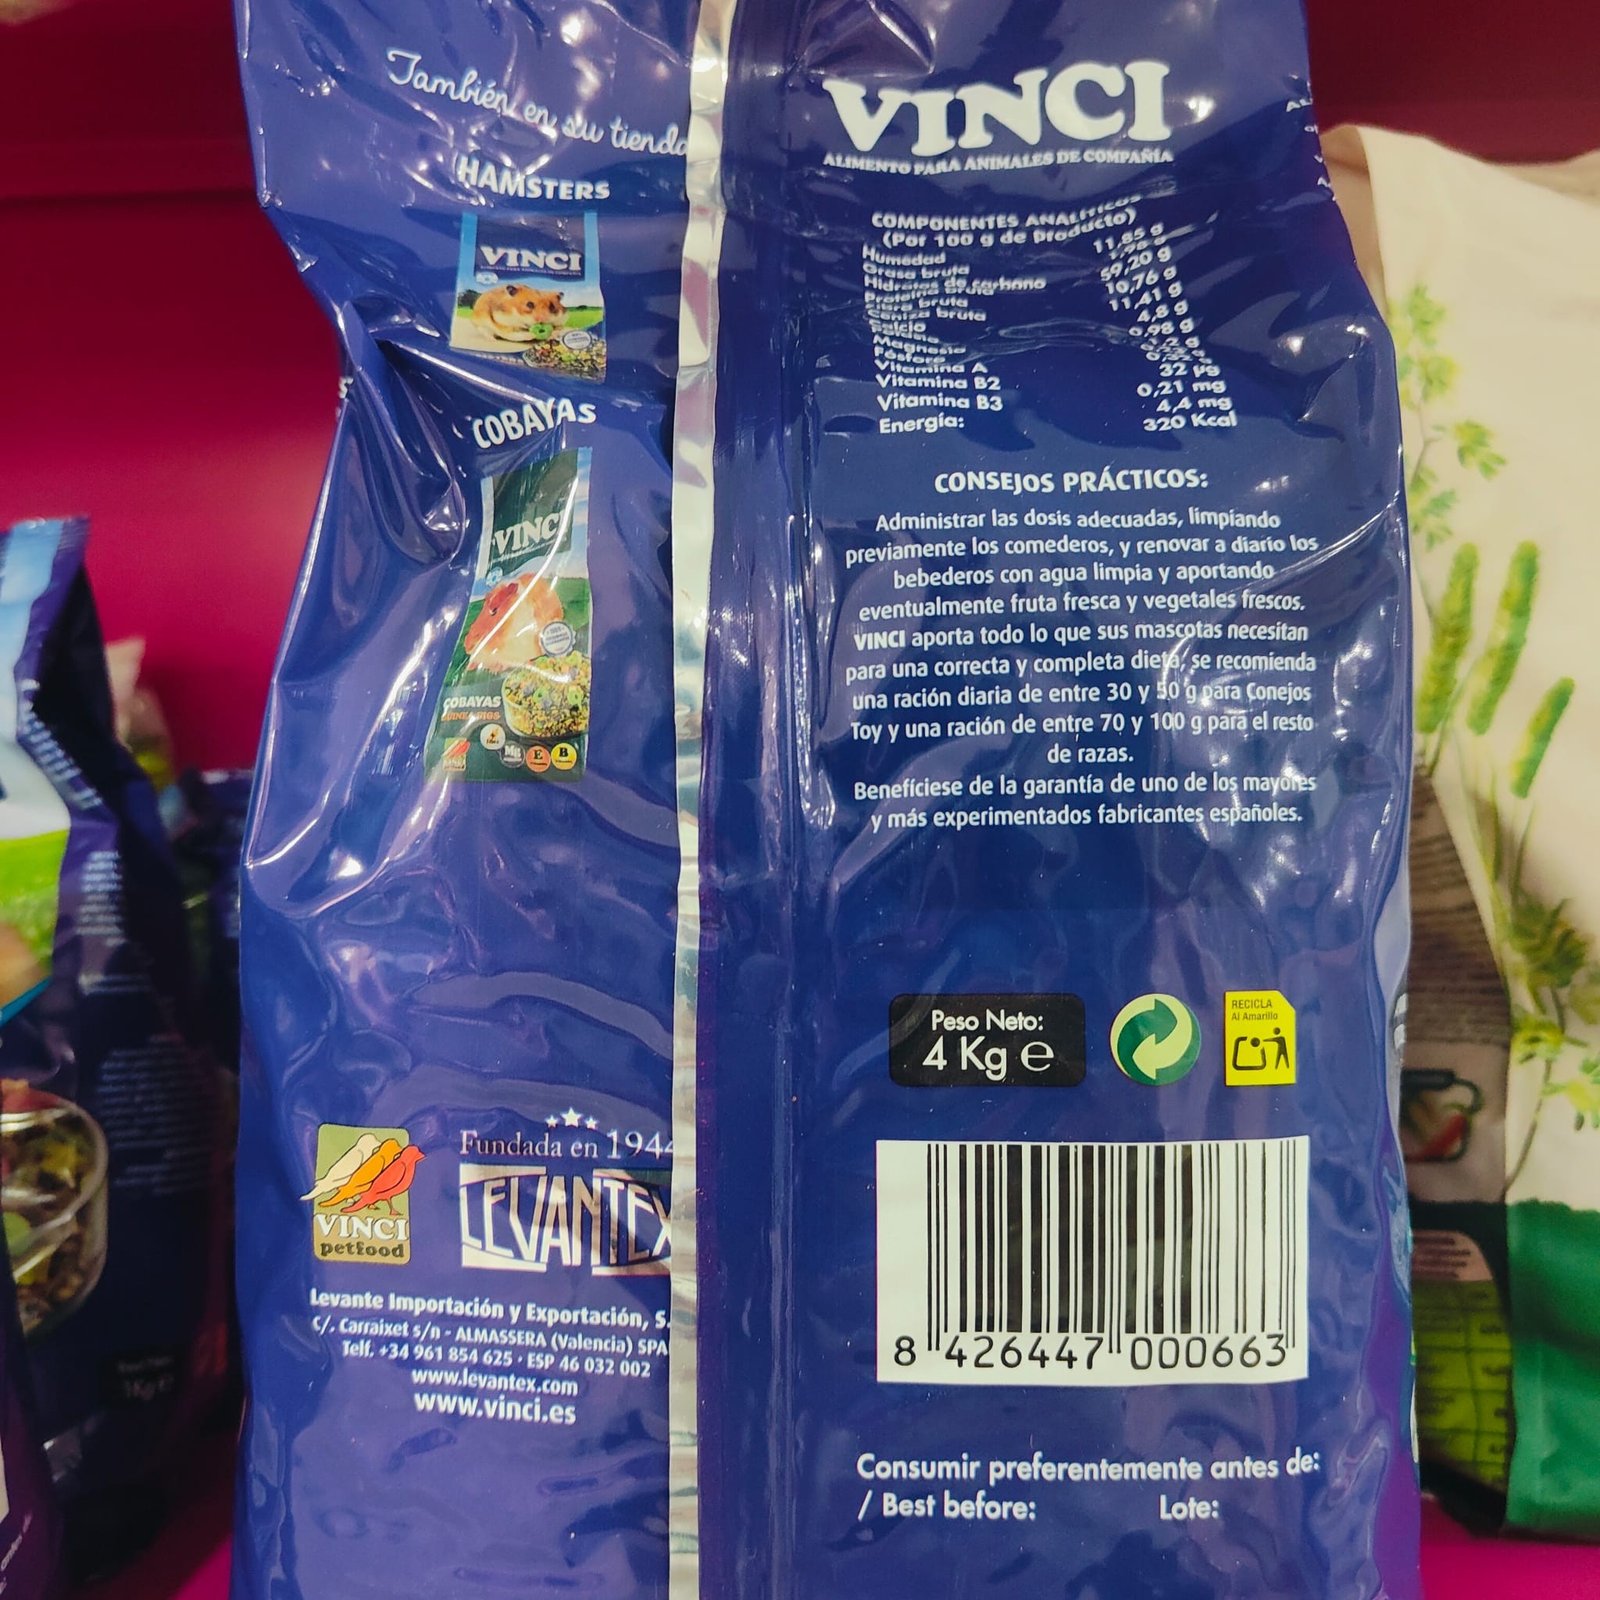 También en su tienda
HAMSTERS
VINCI
COBAYAS
VINCI
COBAYAS
GUINEA PIGS
Mg
E
B
VINCI
ALIMENTO PARA ANIMALES DE COMPAÑÍA
COMPONENTES ANALÍTICOS
(Por 100 g de Producto)
Humedad 11,85 g
Grasa bruta
Hidratos de carbono 59,20 g
Proteína bruta 10,76 g
Fibra bruta 11,41 g
Ceniza bruta 4,8 g
Calcio 0,98 g
Magnesio
Fósforo
Vitamina A 32 µg
Vitamina B2 0,21 mg
Vitamina B3 4,4 mg
Energía: 320 Kcal
CONSEJOS PRÁCTICOS:
Administrar las dosis adecuadas, limpiando
previamente los comederos, y renovar a diario los
bebederos con agua limpia y aportando
eventualmente fruta fresca y vegetales frescos.
VINCI aporta todo lo que sus mascotas necesitan
para una correcta y completa dieta; se recomienda
una ración diaria de entre 30 y 50 g para Conejos
Toy y una ración de entre 70 y 100 g para el resto
de razas.
Benefíciese de la garantía de uno de los mayores
y más experimentados fabricantes españoles.
Peso Neto:
4 Kg e
RECICLA
Al Amarillo
8 426447 000663
Consumir preferentemente antes de:
/ Best before: Lote:
VINCI
petfood
Fundada en 1944
LEVANTEX
Levante Importación y Exportación, S.
C/. Carraixet s/n - ALMASSERA (Valencia) SPA
Telf. +34 961 854 625 · ESP 46 032 002
www.levantex.com
www.vinci.es